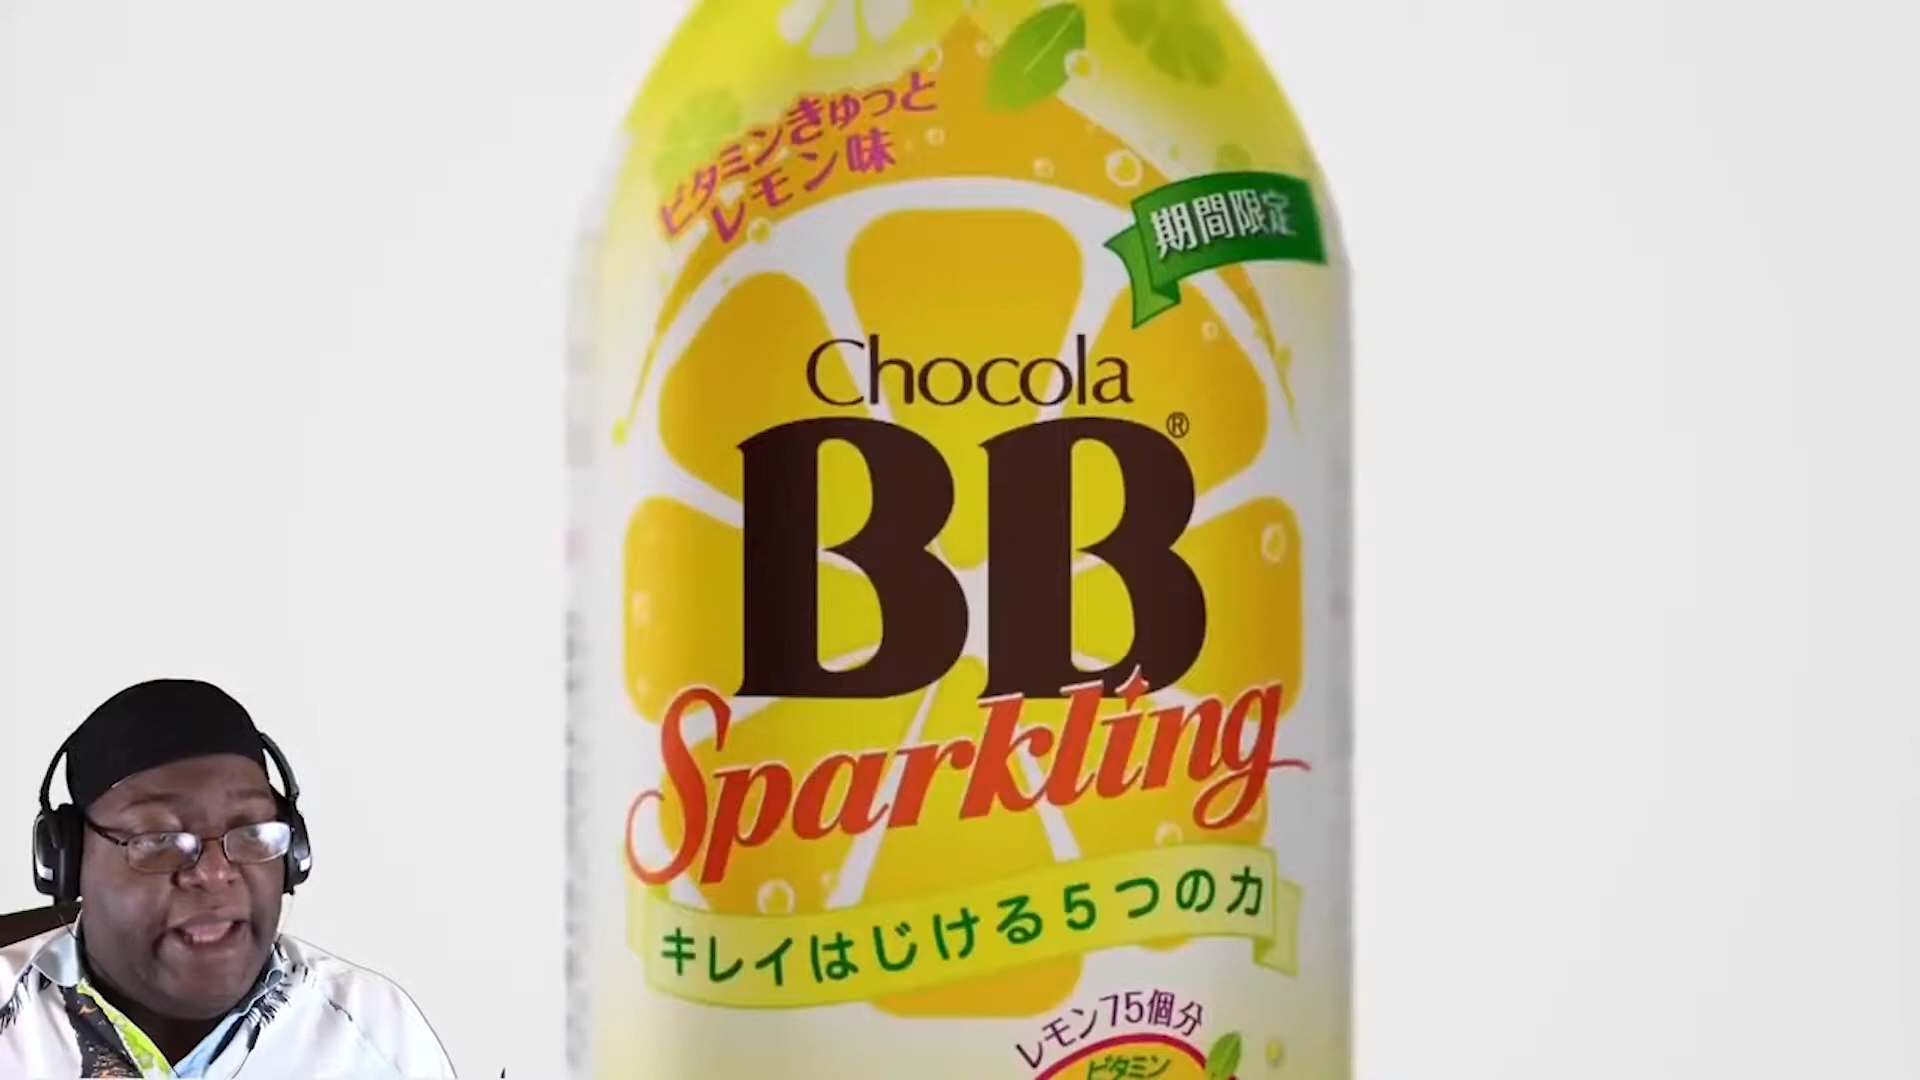 ビタミンきゅっと
レモン味
期間限定
Chocola
BB®
Sparkling
キレイはじける5つの力
レモン75個分
ビタミン